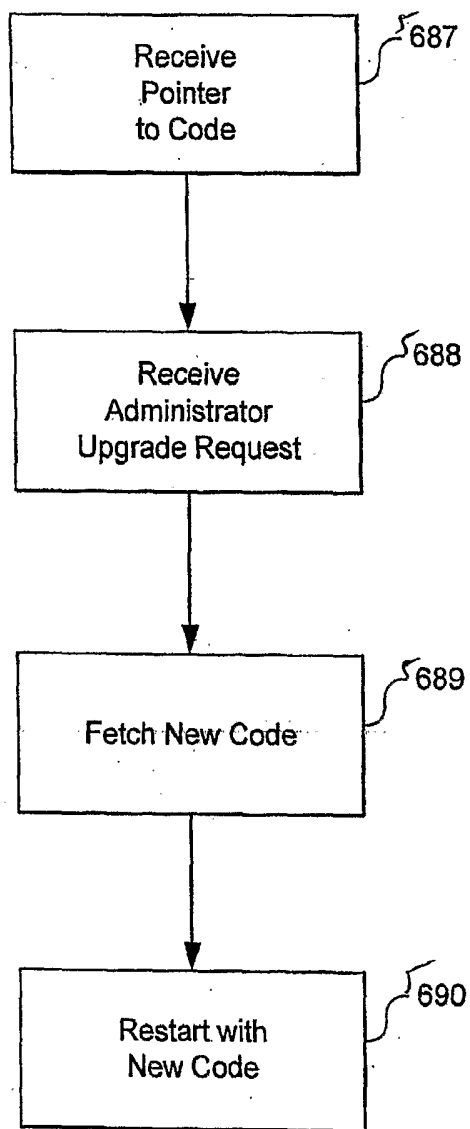 687
Receive
Pointer
to Code
688
Receive
Administrator
Upgrade Request
689
Fetch New Code
690
Restart with
New Code